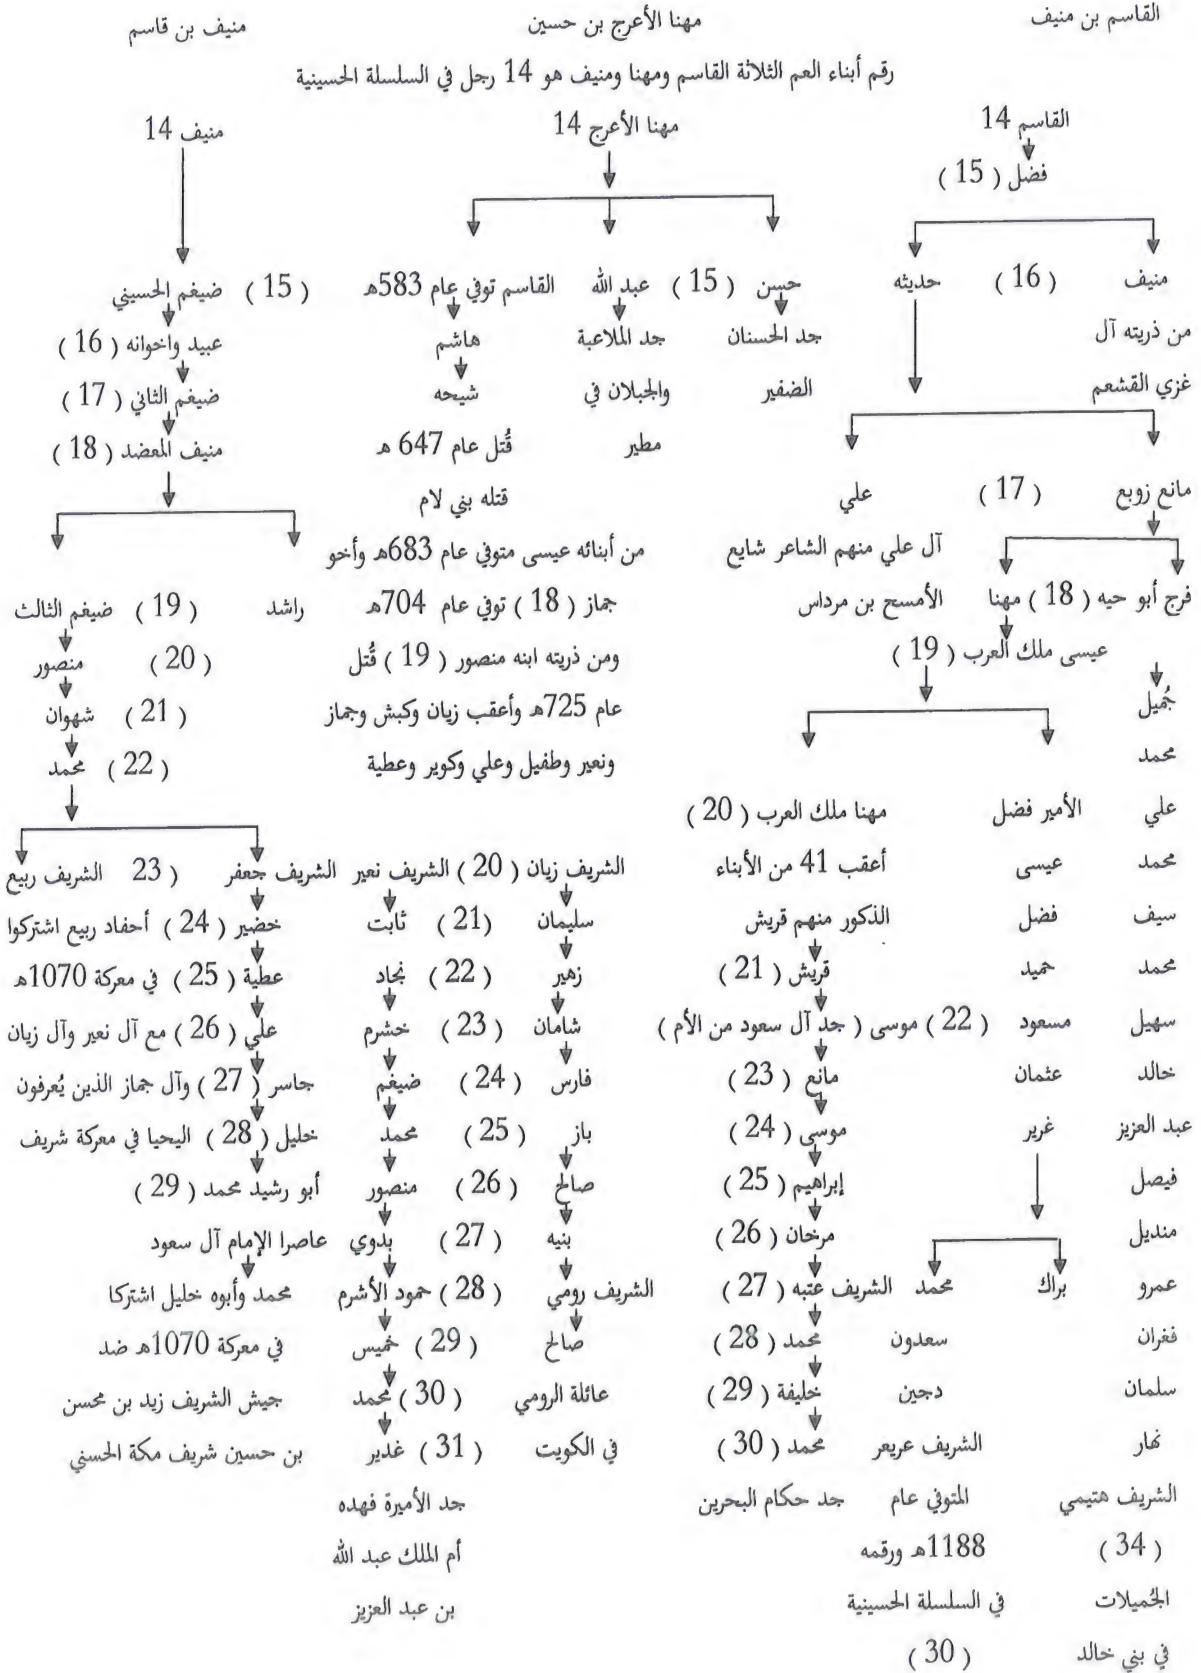 القاسم بن منيف مهنا الأعرج بن حسين منيف بن قاسم
رقم أبناء العم الثلاثة القاسم ومهنا ومنيف هو 14 رجل في السلسلة الحسينية
القاسم 14 مهنا الأعرج 14 منيف 14
فضل ( 15 )
منيف ( 16 ) حديثه حسن ( 15 ) عبد الله القاسم توفي عام 583هـ ( 15 ) ضيغم الحسيني
من ذريته آل جد الحسنان جد الملاعبة هاشم عبيد واخوانه ( 16 )
غزي القشعم الضفير والجبلان في شيحه ضيغم الثاني ( 17 )
مطير قُتل عام 647 هـ منيف المعضد ( 18 )
مانع زوبع ( 17 ) علي قتله بني لام
آل علي منهم الشاعر شايع من أبنائه عيسى متوفي عام 683هـ وأخو
فرج أبو حيه ( 18 ) مهنا الأمسح بن مرداس جماز ( 18 ) توفي عام 704هـ راشد ( 19 ) ضيغم الثالث
عيسى ملك العرب ( 19 ) ومن ذريته ابنه منصور ( 19 ) قُتل ( 20 ) منصور
جُميل عام 725هـ وأعقب زيان وكبش وجماز ( 21 ) شهوان
محمد ونعير وطفيل وعلي وكوير وعطية ( 22 ) محمد
علي الأمير فضل مهنا ملك العرب ( 20 )
محمد عيسى أعقب 41 من الأبناء الشريف زيان ( 20 ) الشريف نعير الشريف جعفر ( 23 الشريف ربيع
سيف فضل الذكور منهم قريش سليمان ( 21) ثابت خضير ( 24 ) أحفاد ربيع اشتركوا
محمد حميد قريش ( 21 ) زهير ( 22 ) نجاد عطية ( 25 ) في معركة 1070هـ
سهيل مسعود ( 22 ) موسى ( جد آل سعود من الأم ) شامان ( 23 ) خشرم علي ( 26 ) مع آل نعير وآل زيان
خالد عثمان مانع ( 23 ) فارس ( 24 ) ضيغم جاسر ( 27 ) وآل جماز الذين يُعرفون
عبد العزيز غرير موسى ( 24 ) باز ( 25 ) محمد خليل ( 28 ) اليحيا في معركة شريف
فيصل إبراهيم ( 25 ) صالح ( 26 ) منصور أبو رشيد محمد ( 29 )
منديل مرخان ( 26 ) بنيه ( 27 ) بدوي عاصرا الإمام آل سعود
عمرو براك محمد الشريف عتبه ( 27 ) الشريف رومي ( 28 ) حمود الأشرم محمد وأبوه خليل اشتركا
فغران سعدون محمد ( 28 ) صالح ( 29 ) خميس في معركة 1070هـ ضد
سلمان دجين خليفة ( 29 ) عائلة الرومي ( 30 ) محمد جيش الشريف زيد بن محسن
نهار الشريف عريعر محمد ( 30 ) في الكويت ( 31 ) غدير بن حسين شريف مكة الحسني
الشريف هتيمي المتوفي عام جد حكام البحرين جد الأميرة فهده
( 34 ) 1188هـ ورقمه أم الملك عبد الله
الجُميلات في السلسلة الحسينية بن عبد العزيز
في بني خالد ( 30 )